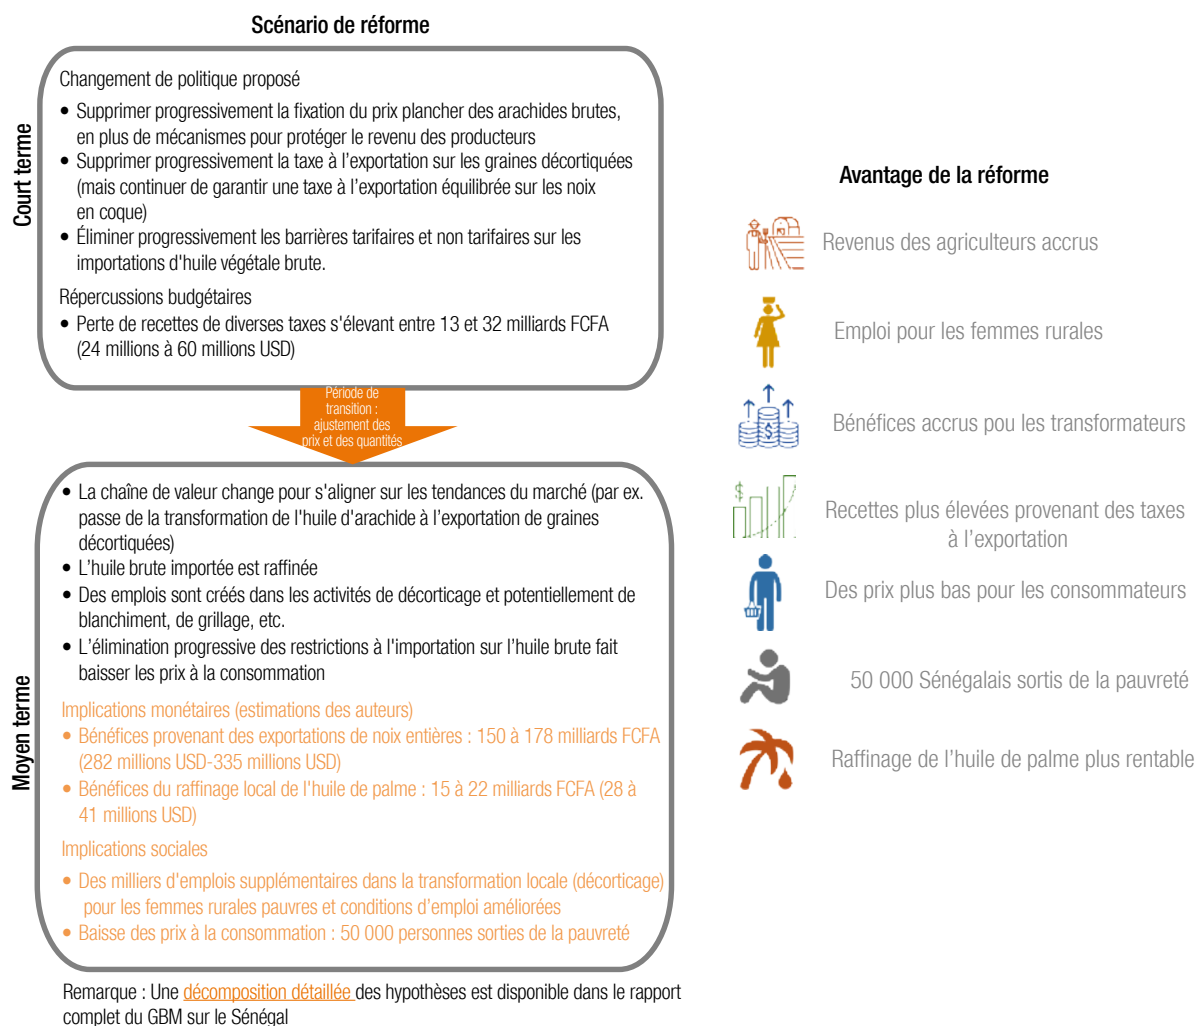 Scénario de réforme
Court terme
Changement de politique proposé
• Supprimer progressivement la fixation du prix plancher des arachides brutes,
en plus de mécanismes pour protéger le revenu des producteurs
• Supprimer progressivement la taxe à l'exportation sur les graines décortiquées
(mais continuer de garantir une taxe à l'exportation équilibrée sur les noix
en coque)
• Éliminer progressivement les barrières tarifaires et non tarifaires sur les
importations d'huile végétale brute.
Répercussions budgétaires
• Perte de recettes de diverses taxes s'élevant entre 13 et 32 milliards FCFA
(24 millions à 60 millions USD)
Période de
transition :
ajustement des
prix et des quantités
Moyen terme
• La chaîne de valeur change pour s'aligner sur les tendances du marché (par ex.
passe de la transformation de l'huile d'arachide à l'exportation de graines
décortiquées)
• L'huile brute importée est raffinée
• Des emplois sont créés dans les activités de décorticage et potentiellement de
blanchiment, de grillage, etc.
• L'élimination progressive des restrictions à l'importation sur l'huile brute fait
baisser les prix à la consommation
Implications monétaires (estimations des auteurs)
• Bénéfices provenant des exportations de noix entières : 150 à 178 milliards FCFA
(282 millions USD-335 millions USD)
• Bénéfices du raffinage local de l'huile de palme : 15 à 22 milliards FCFA (28 à
41 millions USD)
Implications sociales
• Des milliers d'emplois supplémentaires dans la transformation locale (décorticage)
pour les femmes rurales pauvres et conditions d'emploi améliorées
• Baisse des prix à la consommation : 50 000 personnes sorties de la pauvreté
Remarque : Une décomposition détaillée des hypothèses est disponible dans le rapport
complet du GBM sur le Sénégal
Avantage de la réforme
Revenus des agriculteurs accrus
Emploi pour les femmes rurales
Bénéfices accrus pou les transformateurs
$
$
Recettes plus élevées provenant des taxes
à l'exportation
Des prix plus bas pour les consommateurs
50 000 Sénégalais sortis de la pauvreté
Raffinage de l'huile de palme plus rentable